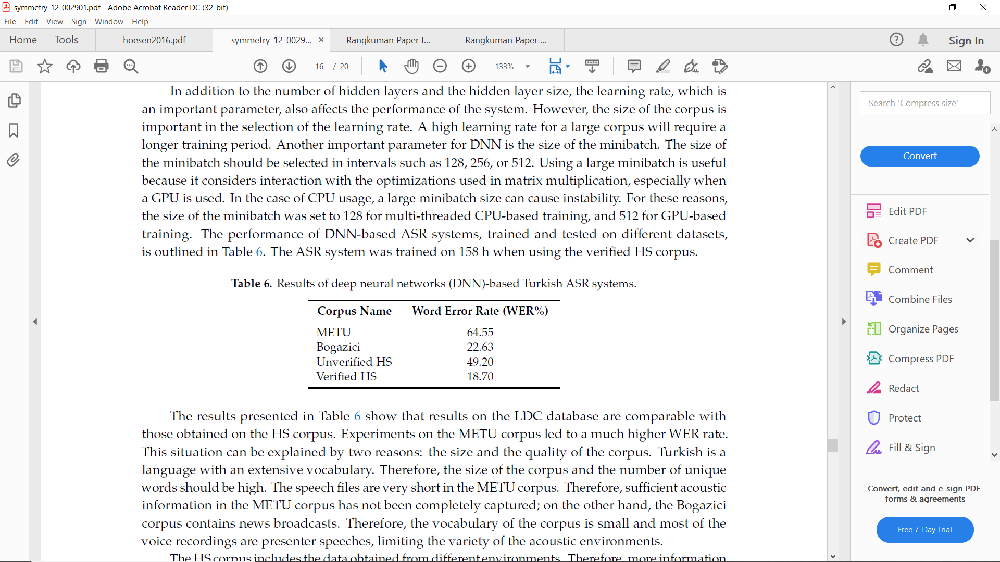 symmetry-12-002901.pdf - Adobe Acrobat Reader DC (32-bit)
File Edit View Sign Window Help
Home Tools hoesen2016.pdf symmetry-12-0029... × Rangkuman Paper I... Rangkuman Paper ... Sign In
16 / 20 133%
In addition to the number of hidden layers and the hidden layer size, the learning rate, which is
an important parameter, also affects the performance of the system. However, the size of the corpus is
important in the selection of the learning rate. A high learning rate for a large corpus will require a
longer training period. Another important parameter for DNN is the size of the minibatch. The size of
the minibatch should be selected in intervals such as 128, 256, or 512. Using a large minibatch is useful
because it considers interaction with the optimizations used in matrix multiplication, especially when
a GPU is used. In the case of CPU usage, a large minibatch size can cause instability. For these reasons,
the size of the minibatch was set to 128 for multi-threaded CPU-based training, and 512 for GPU-based
training. The performance of DNN-based ASR systems, trained and tested on different datasets,
is outlined in Table 6. The ASR system was trained on 158 h when using the verified HS corpus.
Table 6. Results of deep neural networks (DNN)-based Turkish ASR systems.
Corpus Name Word Error Rate (WER%)
METU 64.55
Bogazici 22.63
Unverified HS 49.20
Verified HS 18.70
The results presented in Table 6 show that results on the LDC database are comparable with
those obtained on the HS corpus. Experiments on the METU corpus led to a much higher WER rate.
This situation can be explained by two reasons: the size and the quality of the corpus. Turkish is a
language with an extensive vocabulary. Therefore, the size of the corpus and the number of unique
words should be high. The speech files are very short in the METU corpus. Therefore, sufficient acoustic
information in the METU corpus has not been completely captured; on the other hand, the Bogazici
corpus contains news broadcasts. Therefore, the vocabulary of the corpus is small and most of the
voice recordings are presenter speeches, limiting the variety of the acoustic environments.
The HS corpus includes the data obtained from different environments. Therefore, more information
Search 'Compress size'
Convert
Edit PDF
Create PDF
Comment
Combine Files
Organize Pages
Compress PDF
Redact
Protect
Fill & Sign
Convert, edit and e-sign PDF
forms & agreements
Free 7-Day Trial